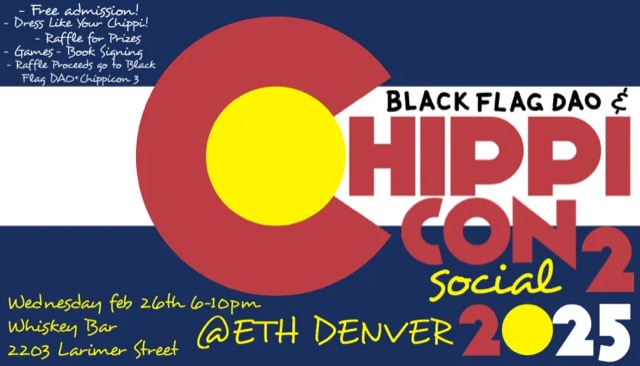 - Free admission!
- Dress Like Your Chippi!
- Raffle for Prizes
- Games - Book Signing
- Raffle Proceeds go to Black
Flag DAO+Chippicon 3
BLACK FLAG DAO &
CHIPPI
CON 2
social
2025
Wednesday feb 26th 6-10pm
Whiskey Bar
2203 Larimer Street
@ETH DENVER